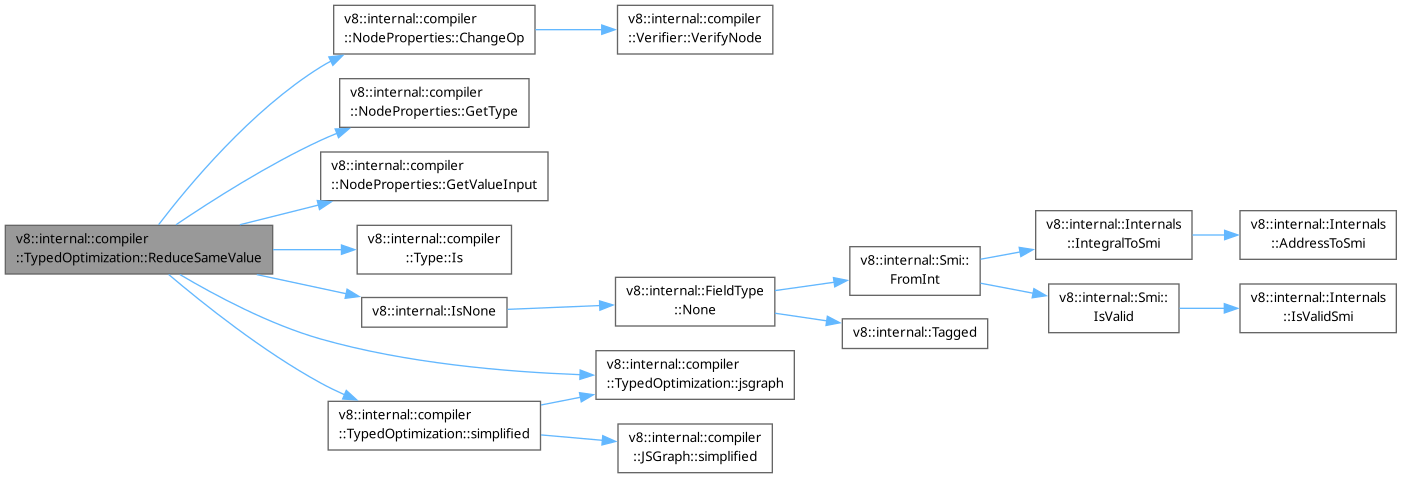 v8::internal::compiler
::NodeProperties::ChangeOp
v8::internal::compiler
::Verifier::VerifyNode
v8::internal::compiler
::NodeProperties::GetType
v8::internal::compiler
::NodeProperties::GetValueInput
v8::internal::compiler
::TypedOptimization::ReduceSameValue
v8::internal::compiler
::Type::Is
v8::internal::IsNone
v8::internal::FieldType
::None
v8::internal::Smi::
FromInt
v8::internal::Internals
::IntegralToSmi
v8::internal::Internals
::AddressToSmi
v8::internal::Smi::
IsValid
v8::internal::Internals
::IsValidSmi
v8::internal::Tagged
v8::internal::compiler
::TypedOptimization::jsgraph
v8::internal::compiler
::TypedOptimization::simplified
v8::internal::compiler
::JSGraph::simplified